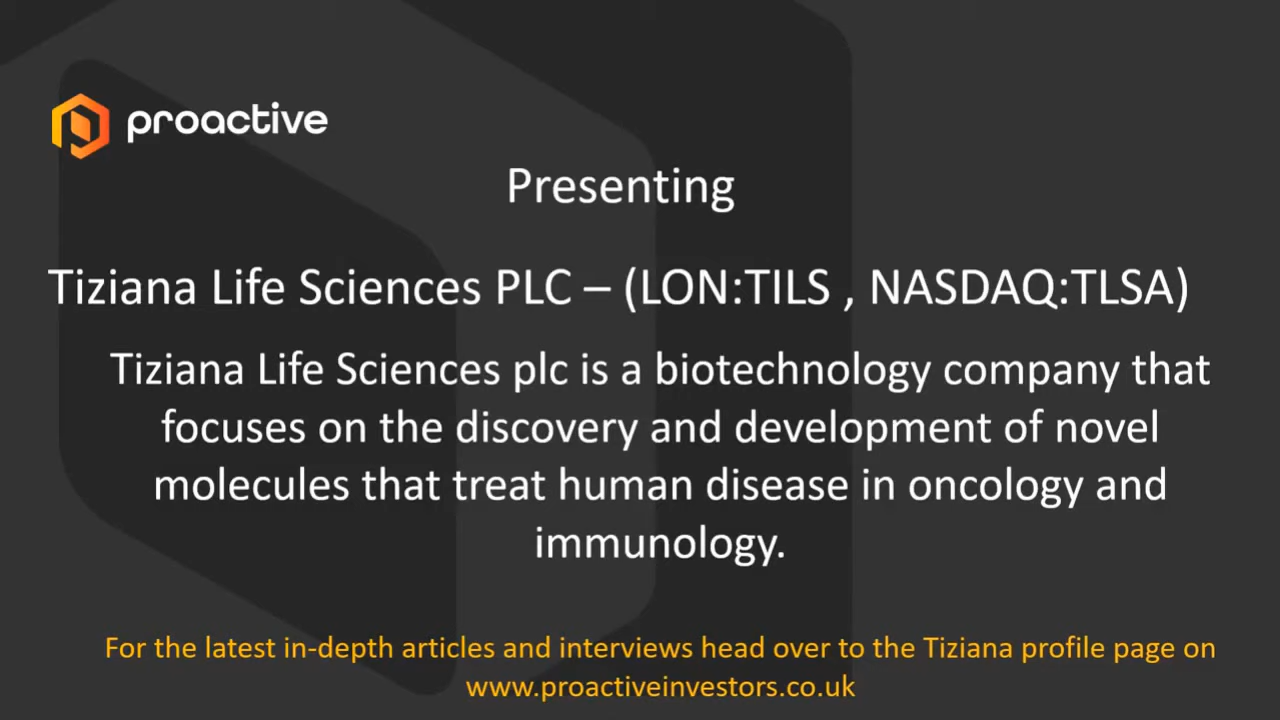 proactive
Presenting
Tiziana Life Sciences PLC – (LON:TILS , NASDAQ:TLSA)
Tiziana Life Sciences plc is a biotechnology company that
focuses on the discovery and development of novel
molecules that treat human disease in oncology and
immunology.
For the latest in-depth articles and interviews head over to the Tiziana profile page on
www.proactiveinvestors.co.uk